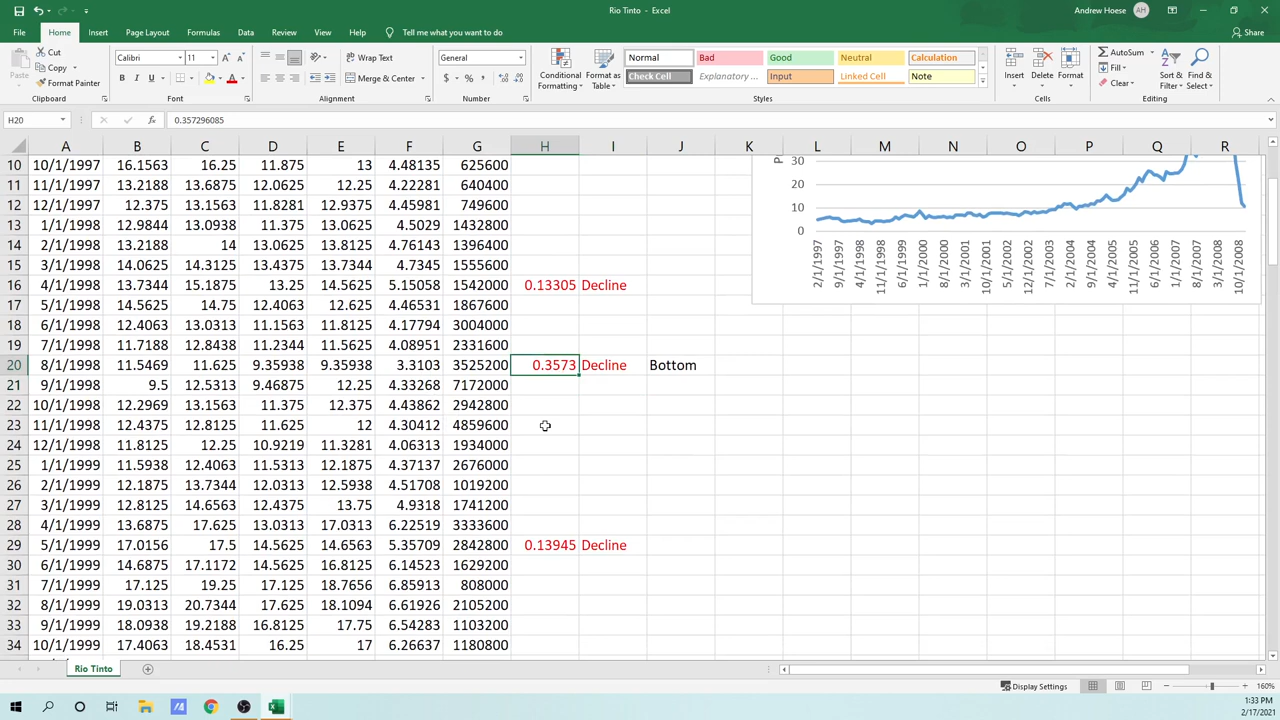 Rio Tinto - Excel
Andrew Hoese AH
File Home Insert Page Layout Formulas Data Review View Help Tell me what you want to do Share
Cut
Copy
Format Painter
Paste
Clipboard
Calibri 11
Font
Wrap Text
Merge & Center
Alignment
General
Number
Conditional Formatting
Format as Table
Normal Bad Good Neutral Calculation
Check Cell Explanatory ... Input Linked Cell Note
Styles
Insert Delete Format
Cells
AutoSum
Fill
Clear
Sort & Filter
Find & Select
Editing
H20 fx 0.357296085
A B C D E F G H I J K L M N O P Q R
10 10/1/1997 16.1563 16.25 11.875 13 4.48135 625600
11 11/1/1997 13.2188 13.6875 12.0625 12.25 4.22281 640400
12 12/1/1997 12.375 13.1563 11.8281 12.9375 4.45981 749600
13 1/1/1998 12.9844 13.0938 11.375 13.0625 4.5029 1432800
14 2/1/1998 13.2188 14 13.0625 13.8125 4.76143 1396400
15 3/1/1998 14.0625 14.3125 13.4375 13.7344 4.7345 1555600
16 4/1/1998 13.7344 15.1875 13.25 14.5625 5.15058 1542000 0.13305 Decline
17 5/1/1998 14.5625 14.75 12.4063 12.625 4.46531 1867600
18 6/1/1998 12.4063 13.0313 11.1563 11.8125 4.17794 3004000
19 7/1/1998 11.7188 12.8438 11.2344 11.5625 4.08951 2331600
20 8/1/1998 11.5469 11.625 9.35938 9.35938 3.3103 3525200 0.3573 Decline Bottom
21 9/1/1998 9.5 12.5313 9.46875 12.25 4.33268 7172000
22 10/1/1998 12.2969 13.1563 11.375 12.375 4.43862 2942800
23 11/1/1998 12.4375 12.8125 11.625 12 4.30412 4859600
24 12/1/1998 11.8125 12.25 10.9219 11.3281 4.06313 1934000
25 1/1/1999 11.5938 12.4063 11.5313 12.1875 4.37137 2676000
26 2/1/1999 12.1875 13.7344 12.0313 12.5938 4.51708 1019200
27 3/1/1999 12.8125 14.6563 12.4375 13.75 4.9318 1741200
28 4/1/1999 13.6875 17.625 13.0313 17.0313 6.22519 3333600
29 5/1/1999 17.0156 17.5 14.5625 14.6563 5.35709 2842800 0.13945 Decline
30 6/1/1999 14.6875 17.1172 14.5625 16.8125 6.14523 1629200
31 7/1/1999 17.125 19.25 17.125 18.7656 6.85913 808000
32 8/1/1999 19.0313 20.7344 17.625 18.1094 6.61926 2105200
33 9/1/1999 18.0938 19.2188 16.8125 17.75 6.54283 1103200
34 10/1/1999 17.4063 18.4531 16.25 17 6.26637 1180800
30
20
10
0
2/1/1997 9/1/1997 4/1/1998 11/1/1998 6/1/1999 1/1/2000 8/1/2000 3/1/2001 10/1/2001 5/1/2002 12/1/2002 7/1/2003 2/1/2004 9/1/2004 4/1/2005 11/1/2005 6/1/2006 1/1/2007 8/1/2007 3/1/2008 10/1/2008
Rio Tinto
Display Settings 160%
1:33 PM
2/17/2021